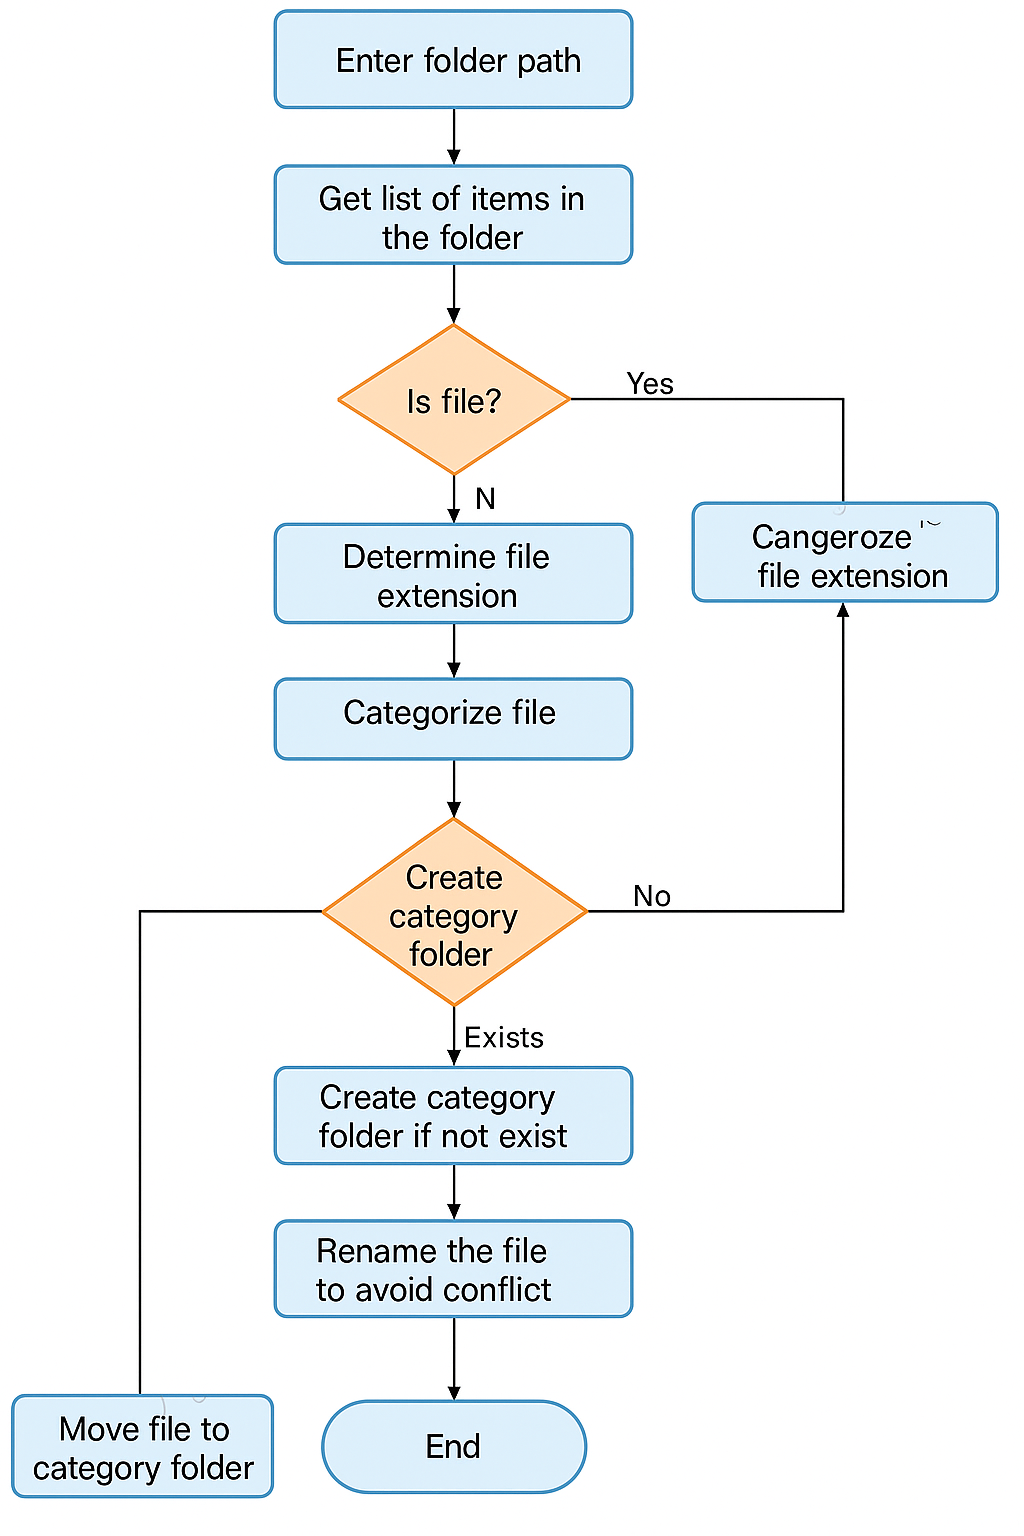 Enter folder path
Get list of items in
the folder
Is file?
Yes
N
Determine file
extension
Cangeroze
file extension
Categorize file
Create
category
folder
No
Exists
Create category
folder if not exist
Rename the file
to avoid conflict
Move file to
category folder
End